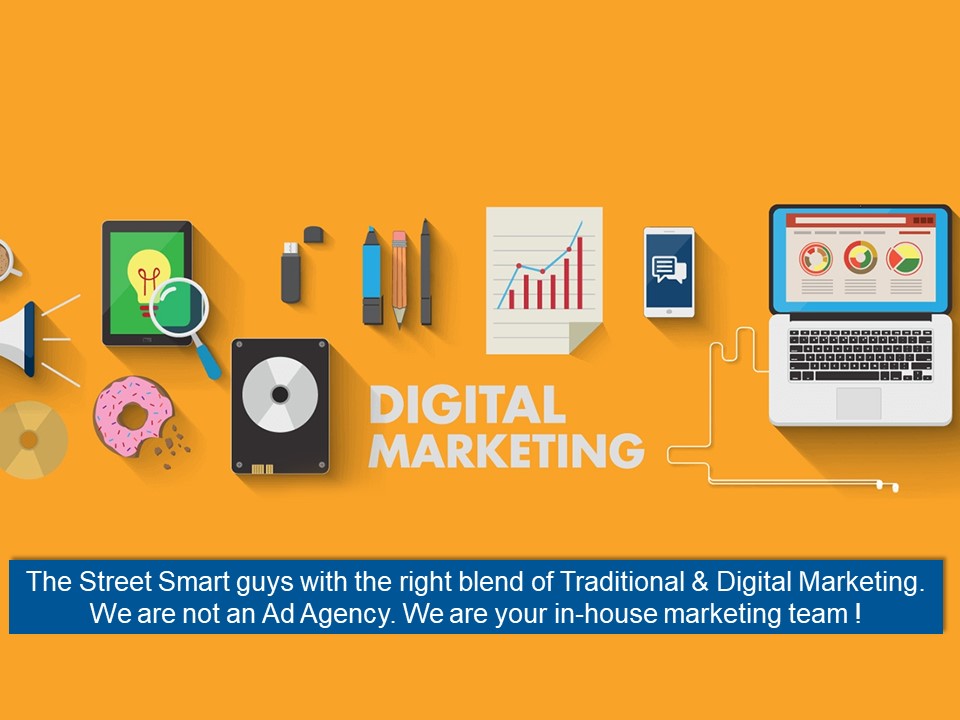 DIGITAL
MARKETING
The Street Smart guys with the right blend of Traditional & Digital Marketing.
We are not an Ad Agency. We are your in-house marketing team !